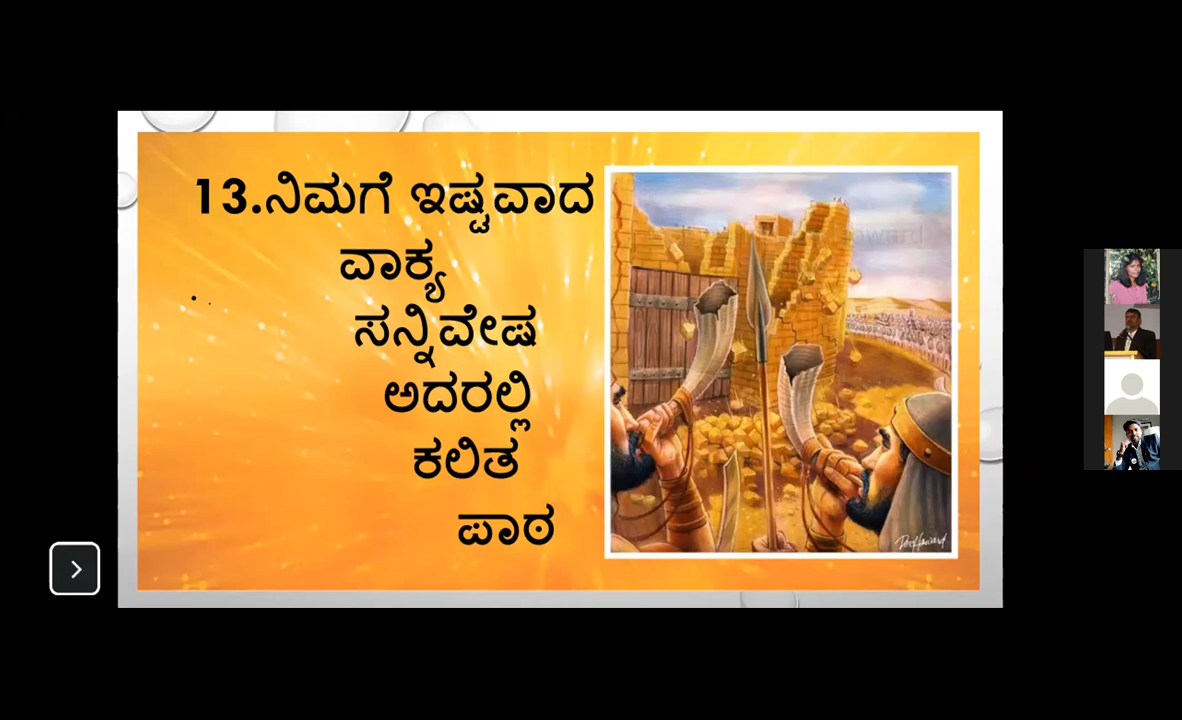 13.ನಿಮಗೆ ಇಷ್ಟವಾದ
ವಾಕ್ಯ
ಸನ್ನಿವೇಷ
ಅದರಲ್ಲಿ
ಕಲಿತ
ಪಾಠ